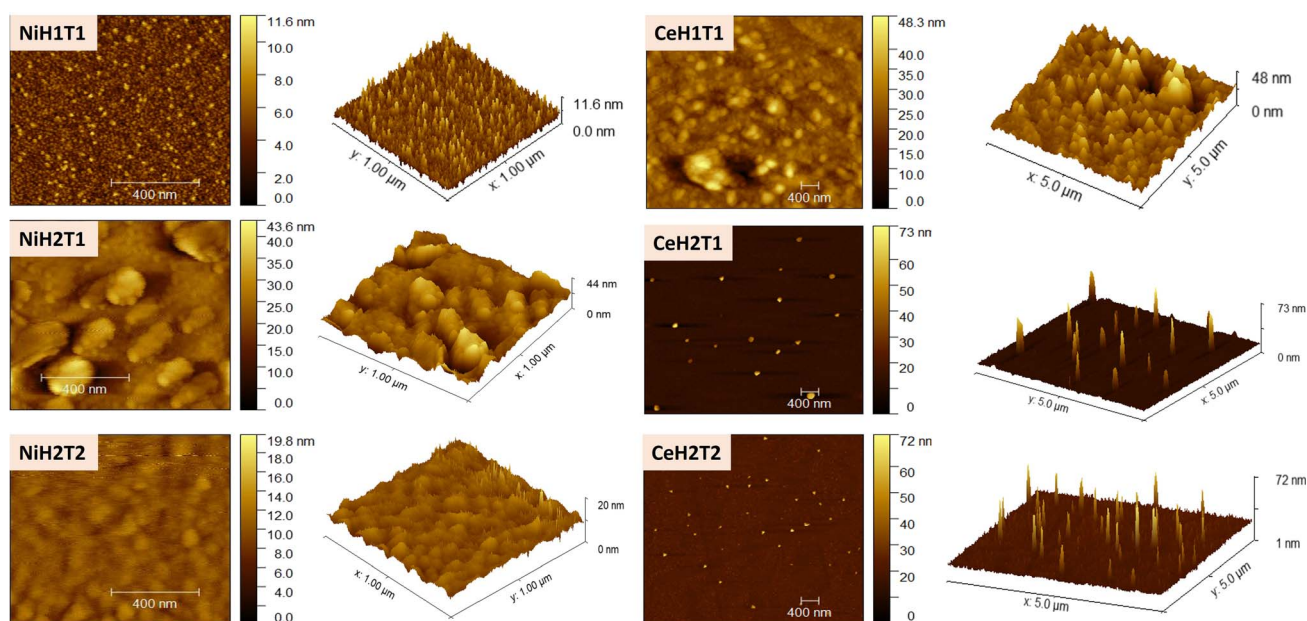 NiH1T1
11.6 nm
10.0
8.0
6.0
4.0
2.0
0.0
400 nm
11.6 nm
0.0 nm
y: 1.00 µm
x: 1.00 µm
CeH1T1
48.3 nm
40.0
35.0
30.0
25.0
20.0
15.0
10.0
0.0
400 nm
48 nm
0 nm
x: 5.0 µm
y: 5.0 µm
NiH2T1
43.6 nm
40.0
35.0
30.0
25.0
20.0
15.0
10.0
0.0
400 nm
44 nm
0 nm
y: 1.00 µm
x: 1.00 µm
CeH2T1
73 nm
60
50
40
30
20
0
400 nm
73 nm
0 nm
y: 5.0 µm
x: 5.0 µm
NiH2T2
19.8 nm
18.0
16.0
14.0
12.0
10.0
8.0
6.0
4.0
2.0
0.0
400 nm
20 nm
0 nm
x: 1.00 µm
y: 1.00 µm
CeH2T2
72 nm
60
50
40
30
20
0
400 nm
72 nm
1 nm
x: 5.0 µm
y: 5.0 µm